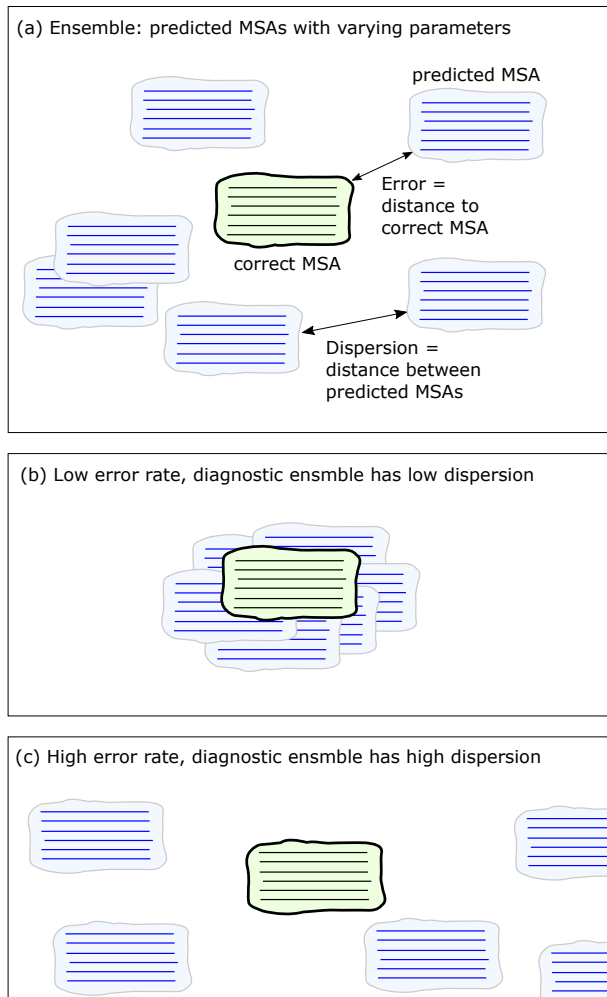 (a) Ensemble: predicted MSAs with varying parameters
predicted MSA
Error =
distance to
correct MSA
correct MSA
Dispersion =
distance between
predicted MSAs
(b) Low error rate, diagnostic ensmble has low dispersion
(c) High error rate, diagnostic ensmble has high dispersion